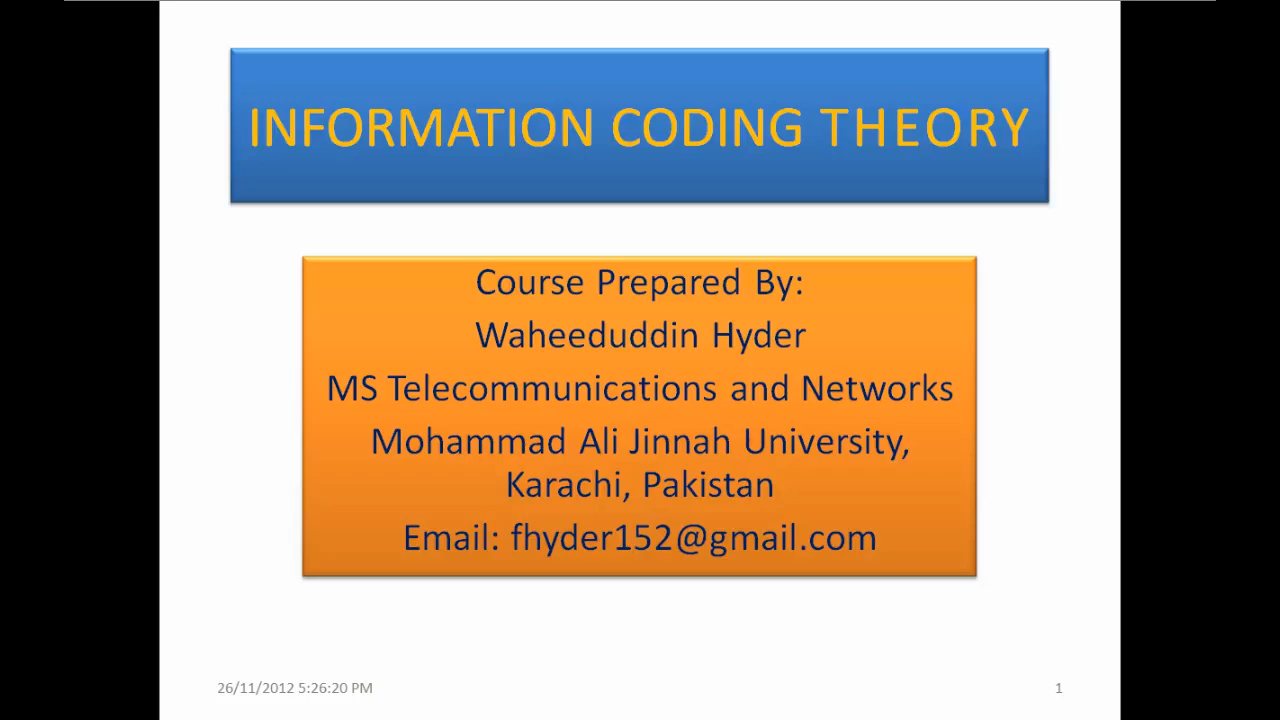 INFORMATION CODING THEORY
Course Prepared By:
Waheeduddin Hyder
MS Telecommunications and Networks
Mohammad Ali Jinnah University,
Karachi, Pakistan
Email: fhyder152@gmail.com
26/11/2012 5:26:20 PM
1